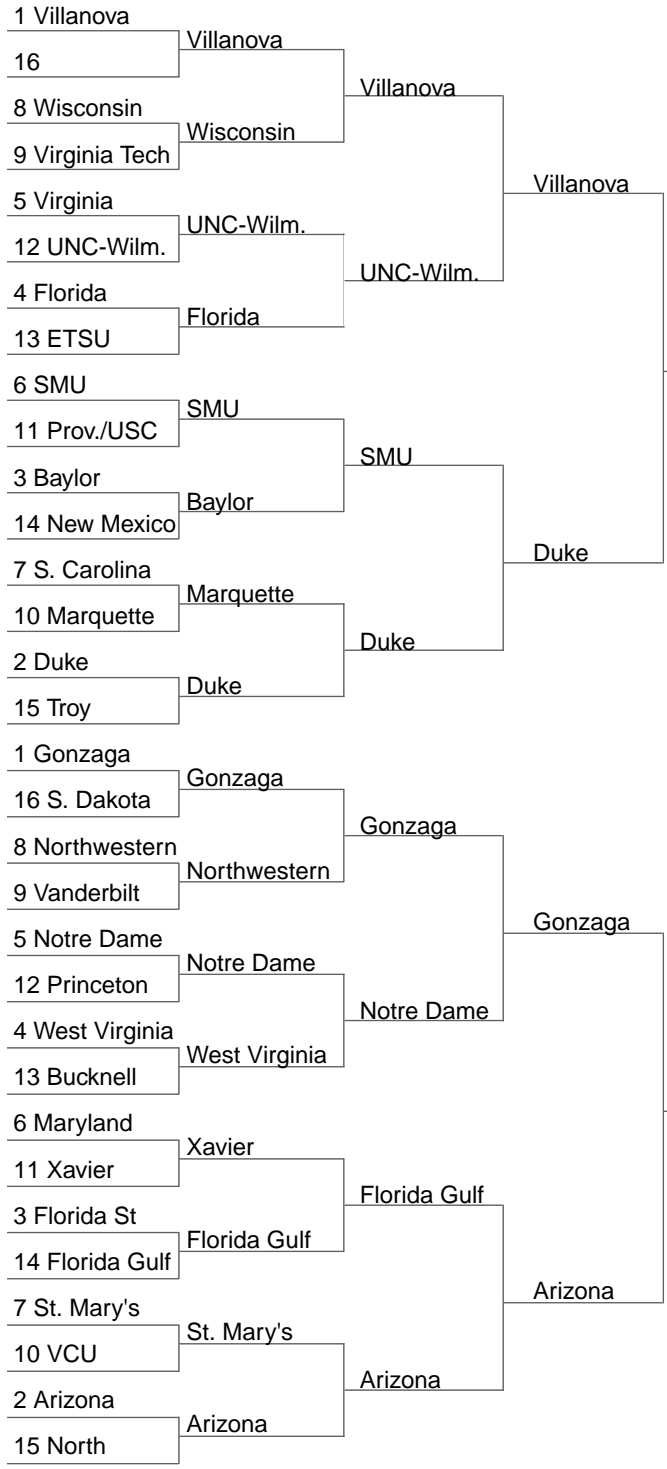 1 Villanova
16
8 Wisconsin
9 Virginia Tech
5 Virginia
12 UNC-Wilm.
4 Florida
13 ETSU
6 SMU
11 Prov./USC
3 Baylor
14 New Mexico
7 S. Carolina
10 Marquette
2 Duke
15 Troy
1 Gonzaga
16 S. Dakota
8 Northwestern
9 Vanderbilt
5 Notre Dame
12 Princeton
4 West Virginia
13 Bucknell
6 Maryland
11 Xavier
3 Florida St
14 Florida Gulf
7 St. Mary's
10 VCU
2 Arizona
15 North
Villanova
Wisconsin
UNC-Wilm.
Florida
SMU
Baylor
Marquette
Duke
Gonzaga
Northwestern
Notre Dame
West Virginia
Xavier
Florida Gulf
St. Mary's
Arizona
Villanova
UNC-Wilm.
SMU
Duke
Gonzaga
Notre Dame
Florida Gulf
Arizona
Villanova
Duke
Gonzaga
Arizona